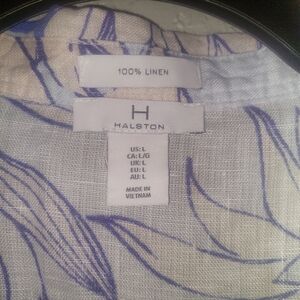 100% LINEN
H
HALSTON
US: L
CA: L/G
UK: L
EU: L
AU: L
MADE IN
VIETNAM